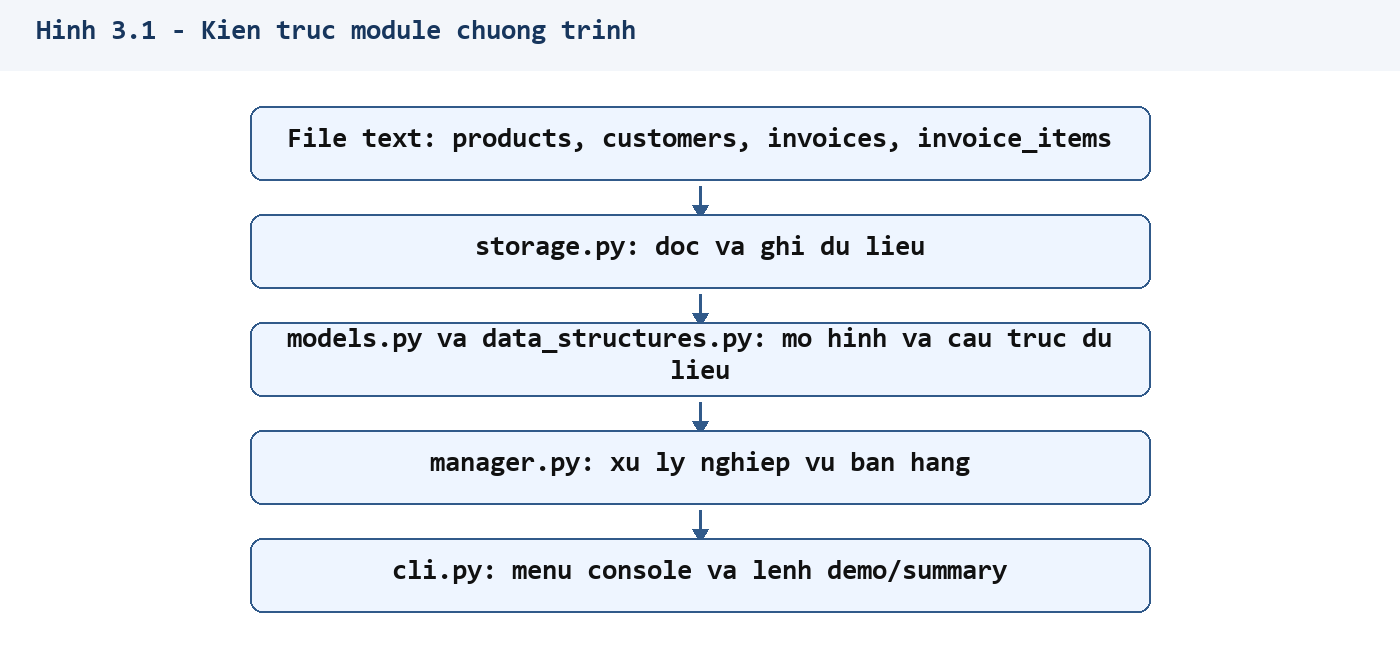 Hinh 3.1 - Kien truc module chuong trinh
File text: products, customers, invoices, invoice_items
storage.py: doc va ghi du lieu
models.py va data_structures.py: mo hinh va cau truc du
lieu
manager.py: xu ly nghiep vu ban hang
cli.py: menu console va lenh demo/summary